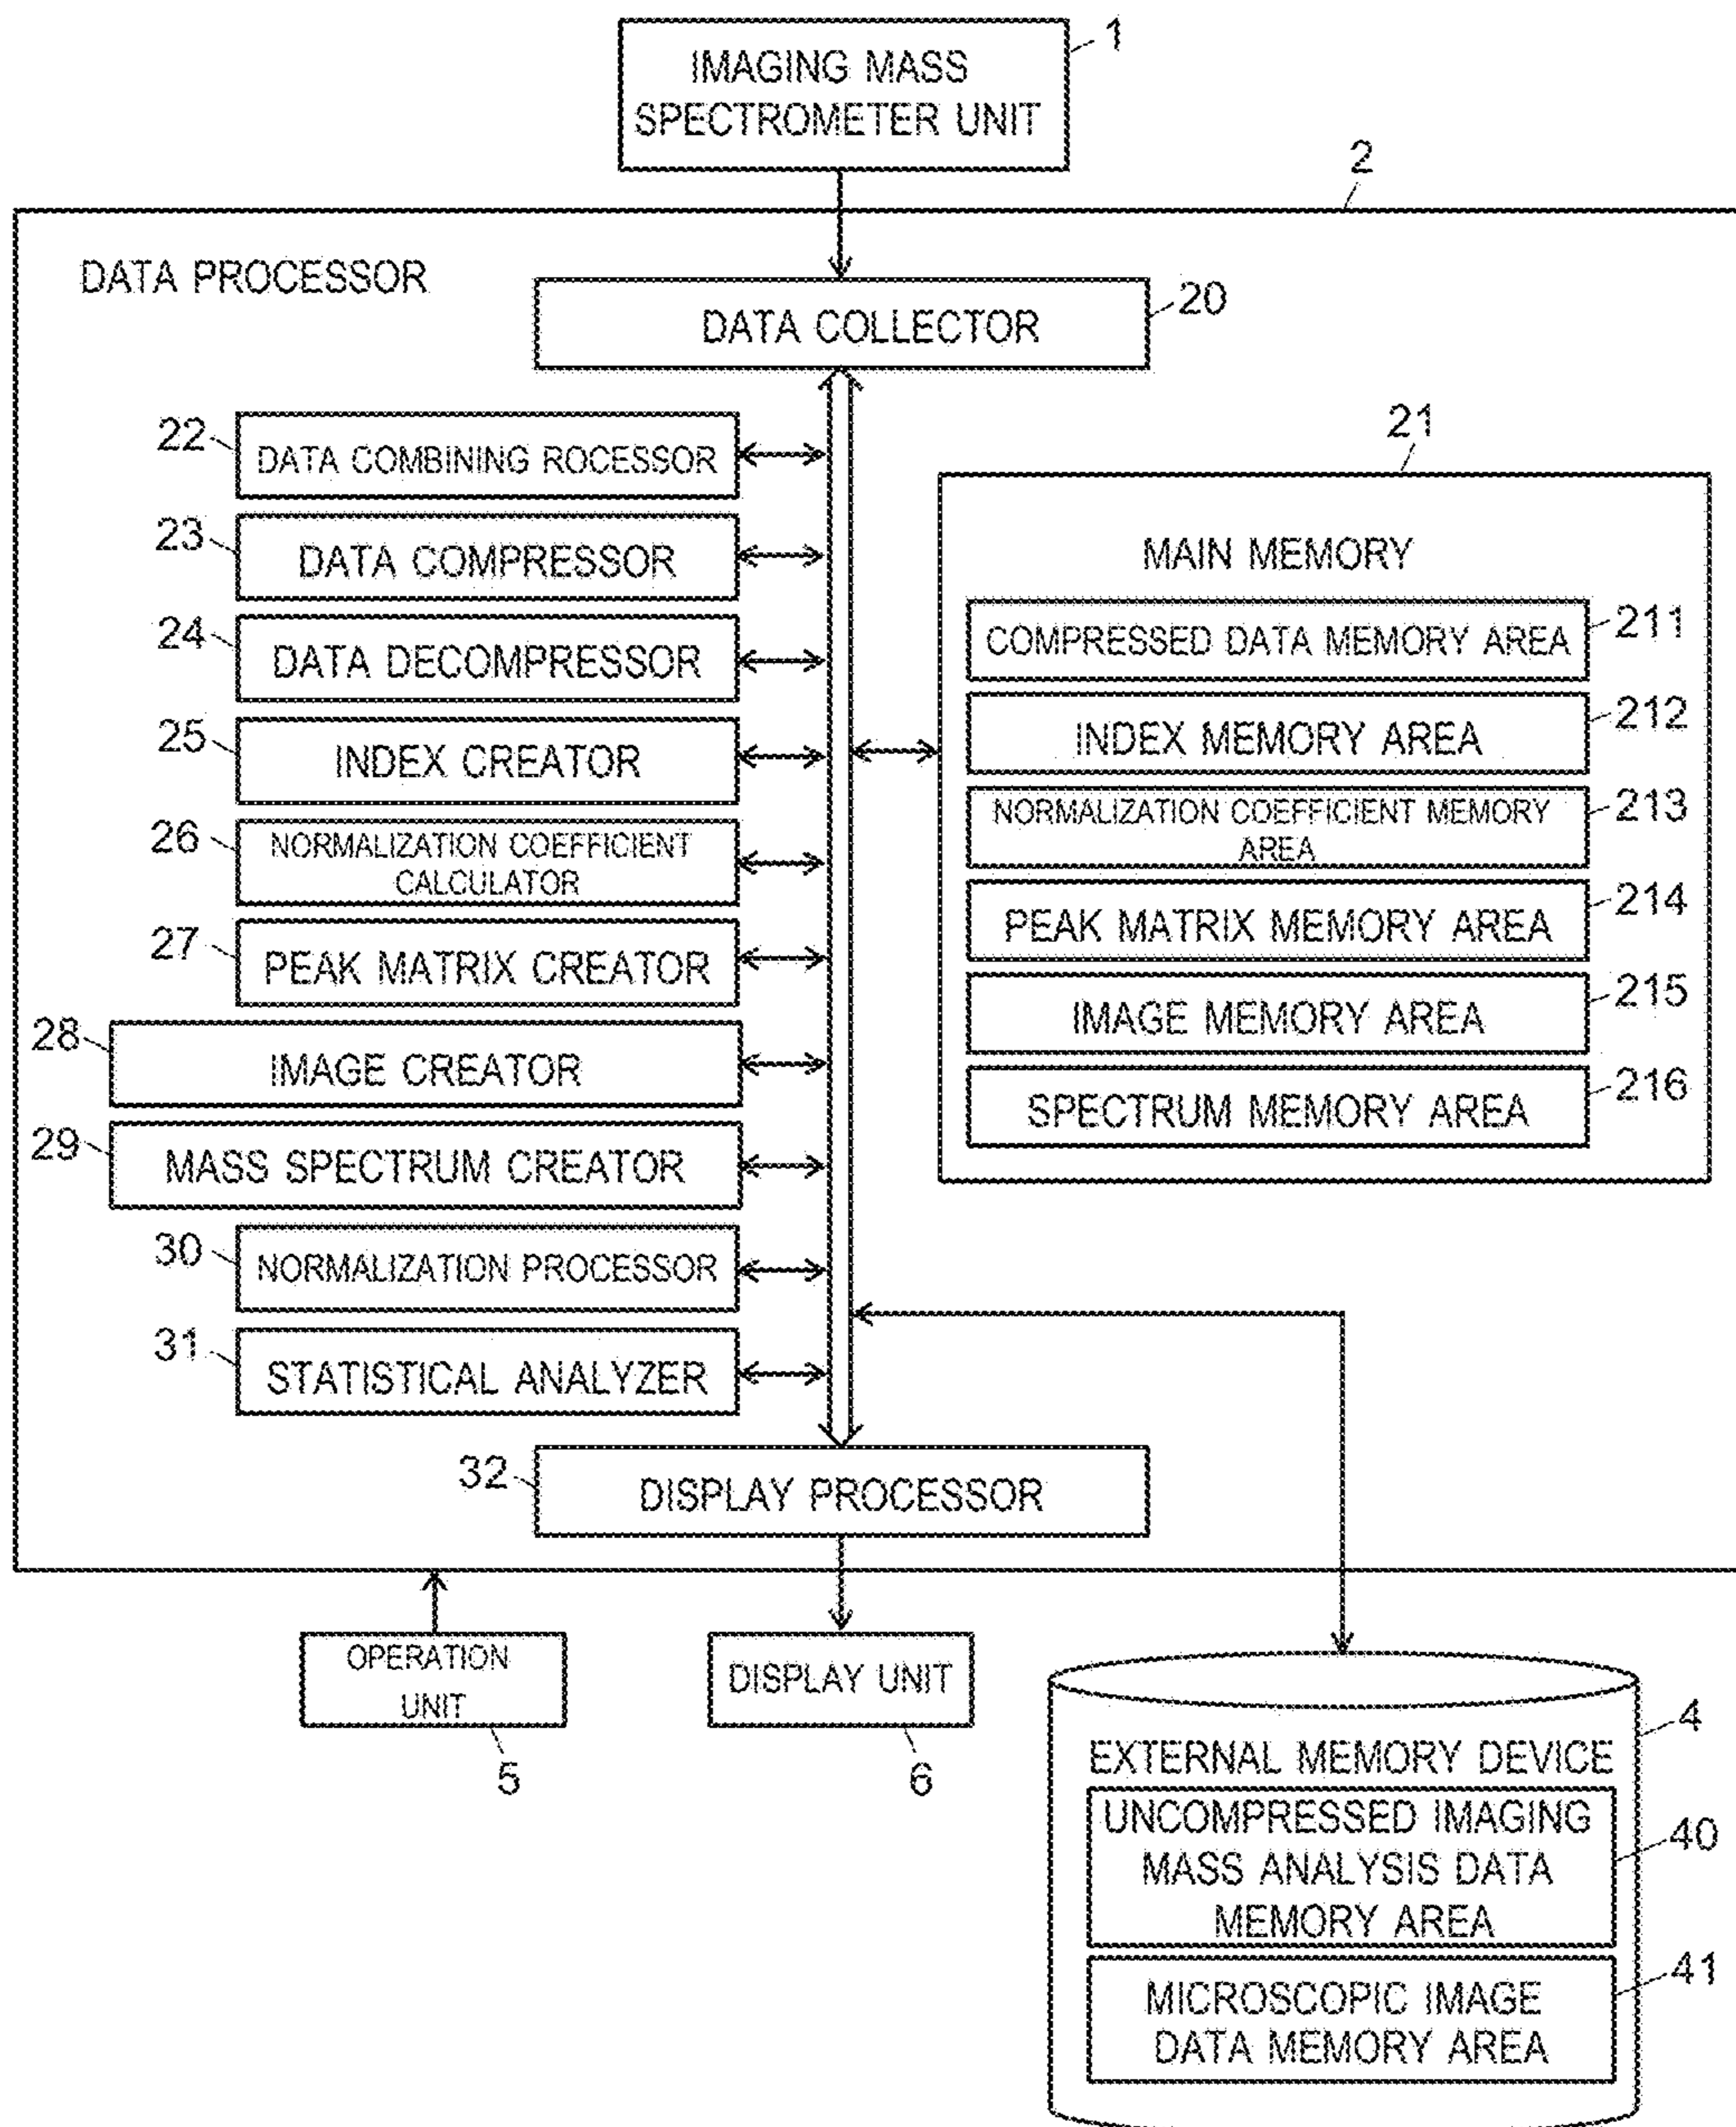 1
IMAGING MASS
SPECTROMETER UNIT
2
DATA PROCESSOR
DATA COLLECTOR
20
22
DATA COMBINING ROCESSOR
23
DATA COMPRESSOR
24
DATA DECOMPRESSOR
25
INDEX CREATOR
26
NORMALIZATION COEFFICIENT
CALCULATOR
27
PEAK MATRIX CREATOR
28
IMAGE CREATOR
29
MASS SPECTRUM CREATOR
30
NORMALIZATION PROCESSOR
31
STATISTICAL ANALYZER
21
MAIN MEMORY
COMPRESSED DATA MEMORY AREA
211
INDEX MEMORY AREA
212
NORMALIZATION COEFFICIENT MEMORY
AREA
213
PEAK MATRIX MEMORY AREA
214
IMAGE MEMORY AREA
215
SPECTRUM MEMORY AREA
216
32
DISPLAY PROCESSOR
OPERATION
UNIT
5
DISPLAY UNIT
6
4
EXTERNAL MEMORY DEVICE
UNCOMPRESSED IMAGING
MASS ANALYSIS DATA
MEMORY AREA
40
MICROSCOPIC IMAGE
DATA MEMORY AREA
41